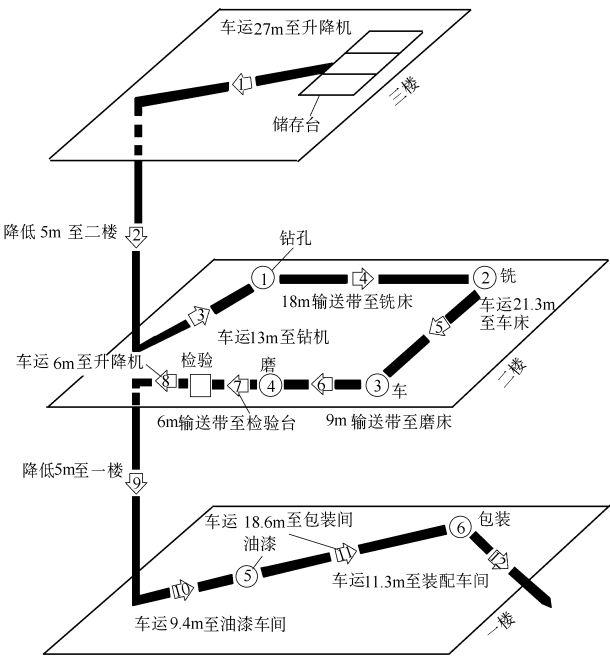 车运27m至升降机
1
储存台
三楼
降低 5m 至二楼
2
钻孔
1
4
2
铣
3
18m输送带至铣床
车运21.3m
至车床
5
车运13m至钻机
二楼
车运 6m至升降机
检验
磨
8
7
4
6
3
车
6m输送带至检验台
9m 输送带至磨床
降低5m至一楼
9
车运 18.6m至包装间
6
包装
油漆
11
12
5
10
车运11.3m至装配车间
车运9.4m至油漆车间
一楼